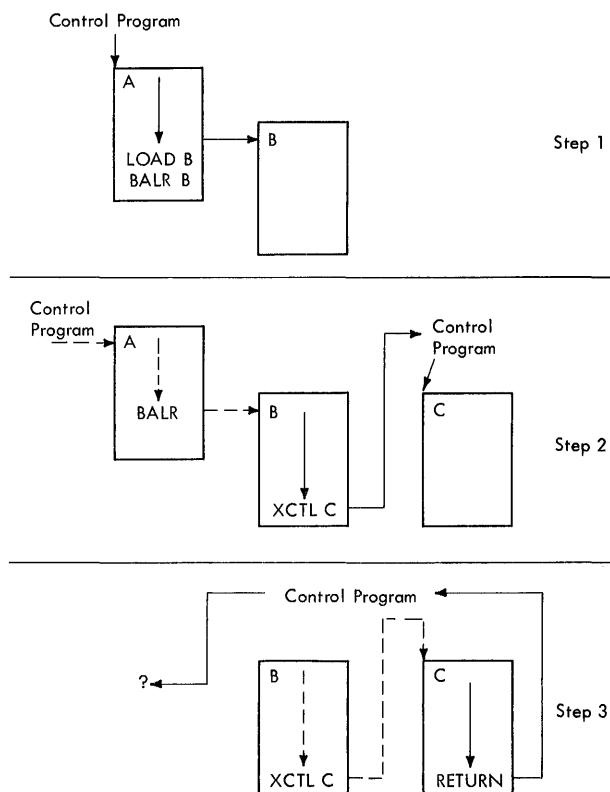 Control Program
A
LOAD B
BALR B
B
Step 1
Control
Program
A
BALR
B
XCTL C
Control
Program
C
Step 2
Control Program
?
B
XCTL C
C
RETURN
Step 3